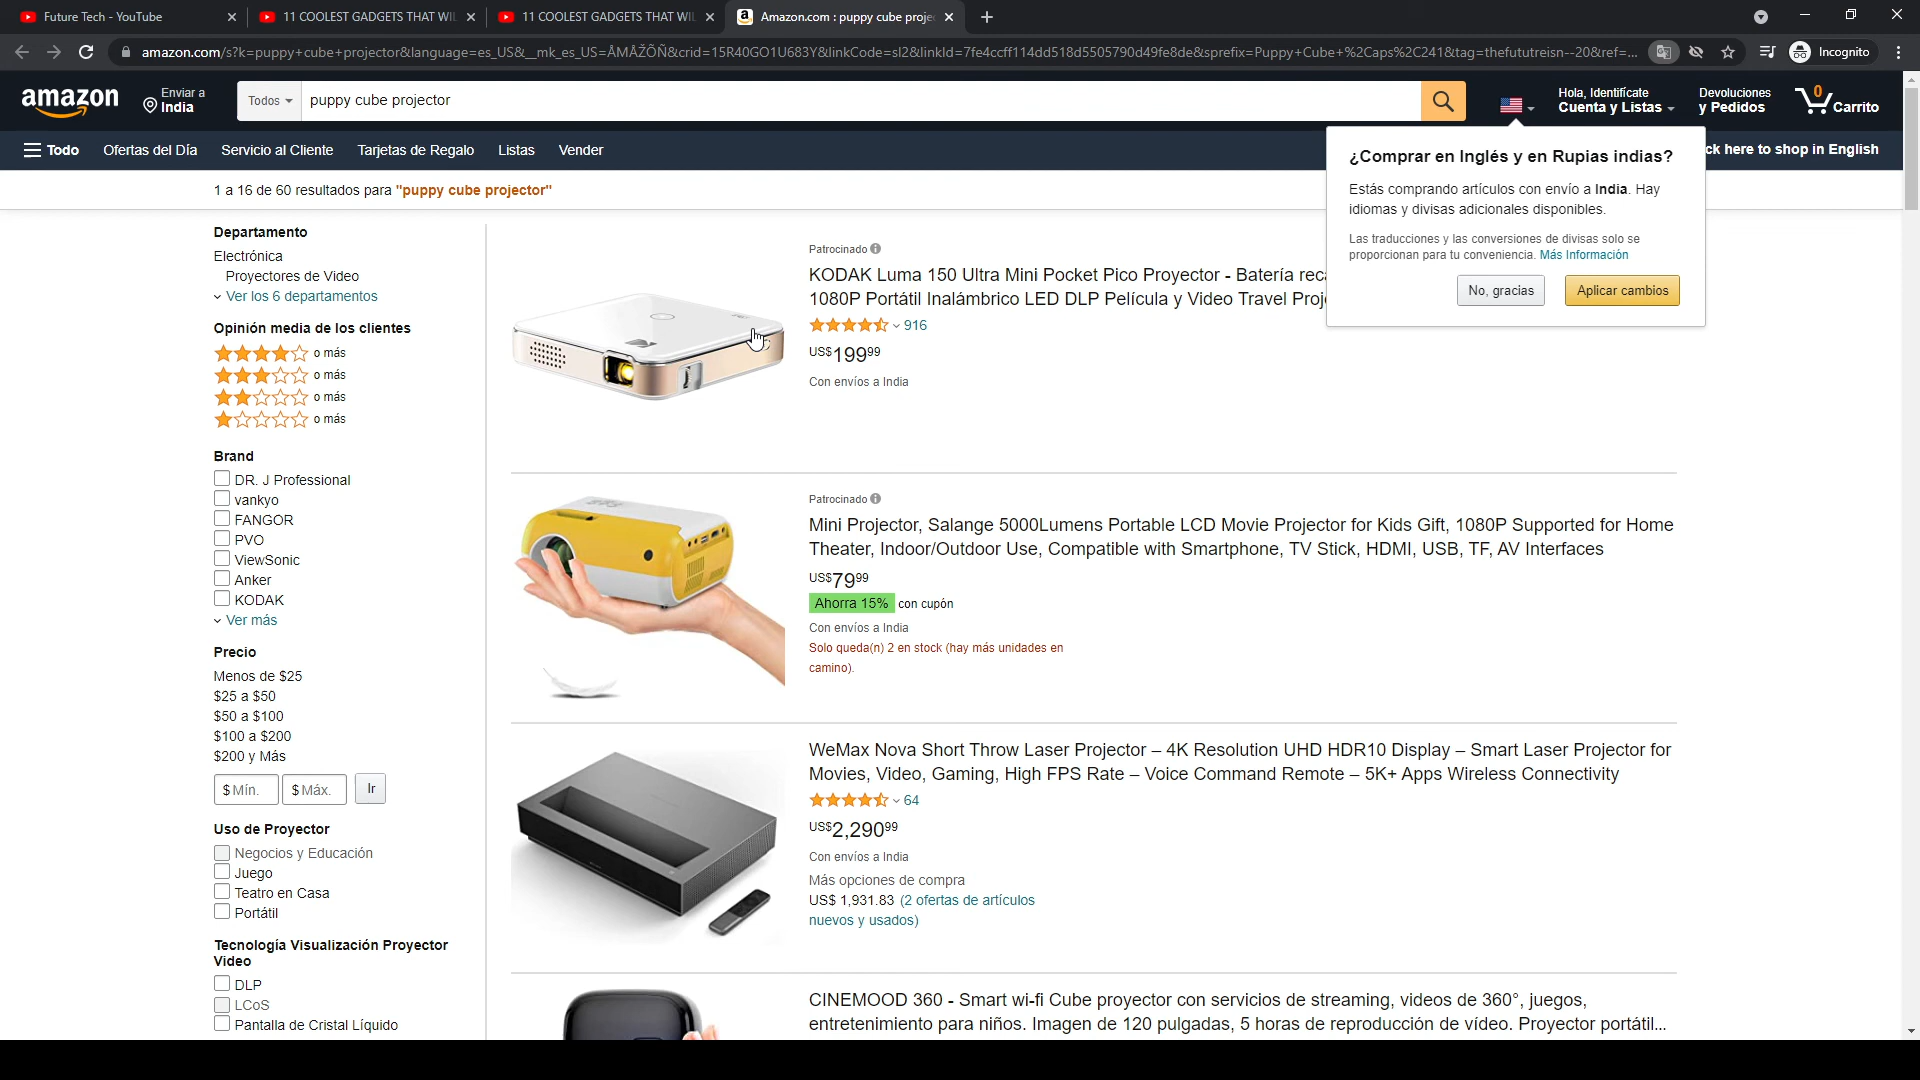 Future Tech - YouTube
11 COOLEST GADGETS THAT WIL
11 COOLEST GADGETS THAT WIL
Amazon.com : puppy cube proje
amazon.com/s?k=puppy+cube+projector&language=es_US&__mk_es_US=ÅMÅŽÕÑ&crid=15R40GO1U683Y&linkCode=sl2&linkId=7fe4ccff114dd518d5505790d49fe8de&sprefix=Puppy+Cube+%2Caps%2C241&tag=thefututreisn--20&ref=...
Incognito
amazon
Enviar a
India
Todos
puppy cube projector
Hola, Identifícate
Cuenta y Listas
Devoluciones
y Pedidos
0
Carrito
Todo
Ofertas del Día
Servicio al Cliente
Tarjetas de Regalo
Listas
Vender
ck here to shop in English
¿Comprar en Inglés y en Rupias indias?
Estás comprando artículos con envío a India. Hay
idiomas y divisas adicionales disponibles.
Las traducciones y las conversiones de divisas solo se
proporcionan para tu conveniencia. Más Información
No, gracias
Aplicar cambios
1 a 16 de 60 resultados para "puppy cube projector"
Departamento
Electrónica
Proyectores de Video
Ver los 6 departamentos
Opinión media de los clientes
o más
o más
o más
o más
Brand
DR. J Professional
vankyo
FANGOR
PVO
ViewSonic
Anker
KODAK
Ver más
Precio
Menos de $25
$25 a $50
$50 a $100
$100 a $200
$200 y Más
$ Mín.
$ Máx.
Ir
Uso de Proyector
Negocios y Educación
Juego
Teatro en Casa
Portátil
Tecnología Visualización Proyector
Video
DLP
LCoS
Pantalla de Cristal Líquido
Patrocinado
KODAK Luma 150 Ultra Mini Pocket Pico Proyector - Batería reca
1080P Portátil Inalámbrico LED DLP Película y Video Travel Proj
916
US$199.99
Con envíos a India
Patrocinado
Mini Projector, Salange 5000Lumens Portable LCD Movie Projector for Kids Gift, 1080P Supported for Home
Theater, Indoor/Outdoor Use, Compatible with Smartphone, TV Stick, HDMI, USB, TF, AV Interfaces
US$79.99
Ahorra 15% con cupón
Con envíos a India
Solo queda(n) 2 en stock (hay más unidades en
camino).
WeMax Nova Short Throw Laser Projector – 4K Resolution UHD HDR10 Display – Smart Laser Projector for
Movies, Video, Gaming, High FPS Rate – Voice Command Remote – 5K+ Apps Wireless Connectivity
64
US$2,290.99
Con envíos a India
Más opciones de compra
US$ 1,931.83 (2 ofertas de artículos
nuevos y usados)
CINEMOOD 360 - Smart wi-fi Cube proyector con servicios de streaming, videos de 360°, juegos,
entretenimiento para niños. Imagen de 120 pulgadas, 5 horas de reproducción de vídeo. Proyector portátil...